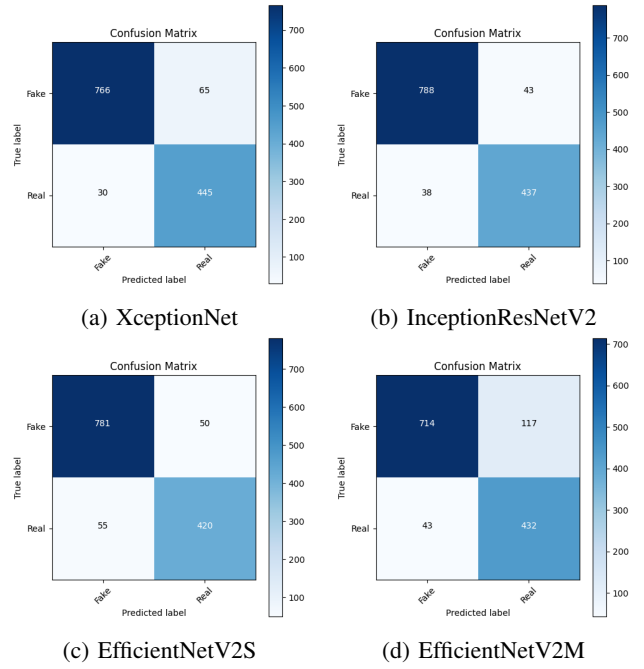 Confusion Matrix
Fake
Real
True label
766 65
30 445
Fake Real
Predicted label
700
600
500
400
300
200
100
(a) XceptionNet
Confusion Matrix
Fake
Real
True label
788 43
38 437
Fake Real
Predicted label
700
600
500
400
300
200
100
(b) InceptionResNetV2
Confusion Matrix
Fake
Real
True label
781 50
55 420
Fake Real
Predicted label
700
600
500
400
300
200
100
(c) EfficientNetV2S
Confusion Matrix
Fake
Real
True label
714 117
43 432
Fake Real
Predicted label
700
600
500
400
300
200
100
(d) EfficientNetV2M